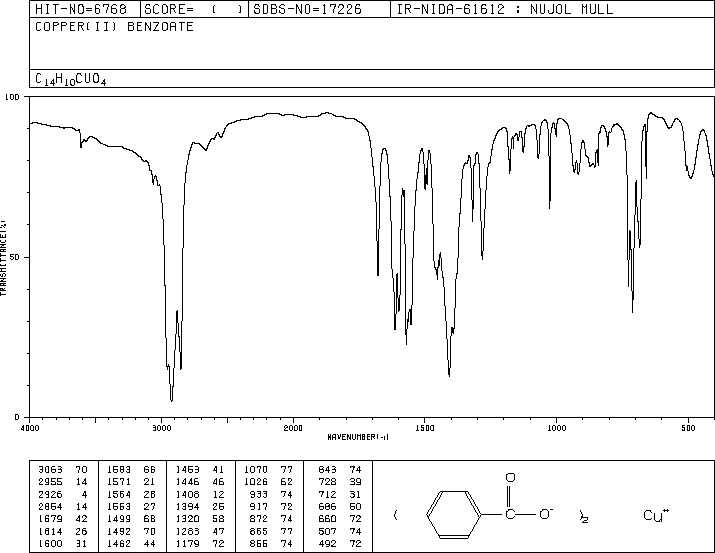 HIT-NO=6768 SCORE= ( ) SDBS-NO=17226 IR-NIDA-61612 : NUJOL MULL
COPPER(II) BENZOATE
C14H10CUO4
100
50
0
TRANSMITTANCE(%)
4000 3000 2000 1500 1000 500
WAVENUMBER(-1)
3063 70 1583 66 1453 41 1070 77 843 74
2955 14 1571 21 1446 46 1026 62 728 39
2926 4 1564 26 1408 12 933 74 712 31
2854 14 1553 27 1394 25 917 72 686 50
1679 42 1499 68 1320 58 872 74 660 72
1614 26 1492 70 1283 47 865 77 507 74
1600 31 1462 44 1179 72 856 74 492 72
O
( C O- )2 Cu++